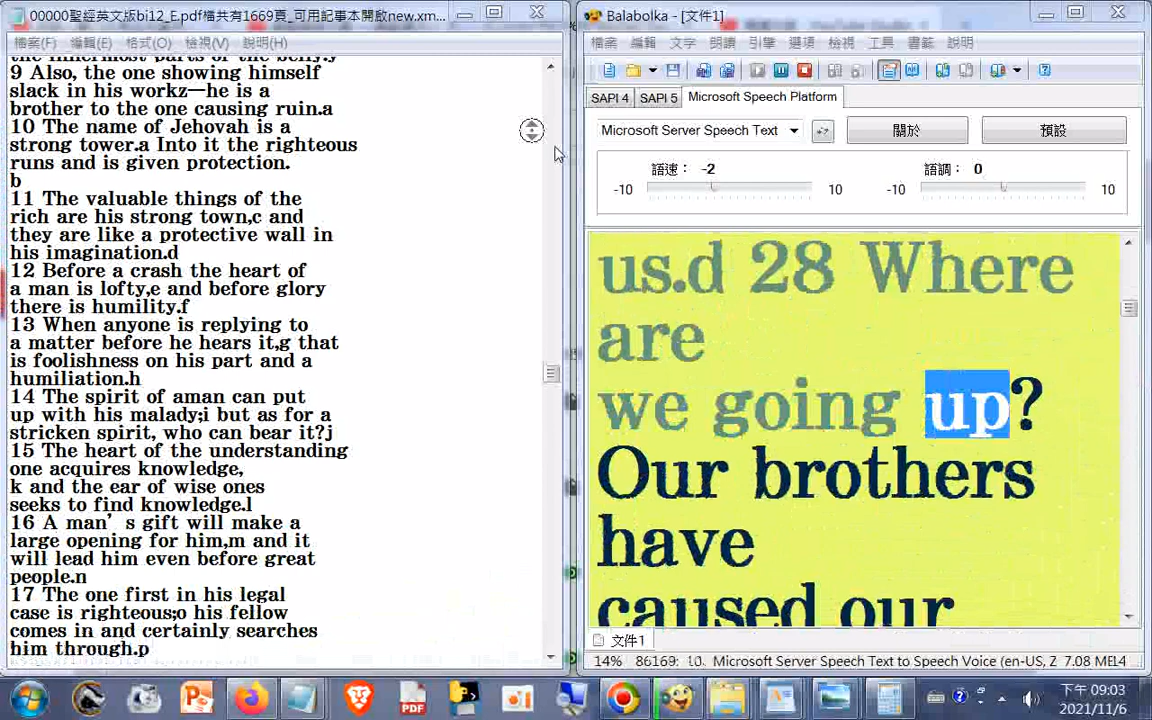 00000聖經英文版bi12_E.pdf檔共有1669頁_可用記事本開啟new.xm...
檔案(F) 編輯(E) 格式(O) 檢視(V) 說明(H)
the innermost parts of the belly.y
9 Also, the one showing himself
slack in his workz—he is a
brother to the one causing ruin.a
10 The name of Jehovah is a
strong tower.a Into it the righteous
runs and is given protection.
b
11 The valuable things of the
rich are his strong town,c and
they are like a protective wall in
his imagination.d
12 Before a crash the heart of
a man is lofty,e and before glory
there is humility.f
13 When anyone is replying to
a matter before he hears it,g that
is foolishness on his part and a
humiliation.h
14 The spirit of aman can put
up with his malady;i but as for a
stricken spirit, who can bear it?j
15 The heart of the understanding
one acquires knowledge,
k and the ear of wise ones
seeks to find knowledge.l
16 A man’s gift will make a
large opening for him,m and it
will lead him even before great
people.n
17 The one first in his legal
case is righteous;o his fellow
comes in and certainly searches
him through.p
Balabolka - [文件1]
檔案 編輯 文字 朗讀 引擎 選項 檢視 工具 書籤 說明
SAPI 4 SAPI 5 Microsoft Speech Platform
Microsoft Server Speech Text 關於 預設
語速: -2 語調: 0
-10 10 -10 10
us.d 28 Where
are
we going up?
Our brothers
have
caused our
文件1
14% 86169: 10. Microsoft Server Speech Text to Speech Voice (en-US, Z 7.08 ME14
PDF
下午 09:03
2021/11/6